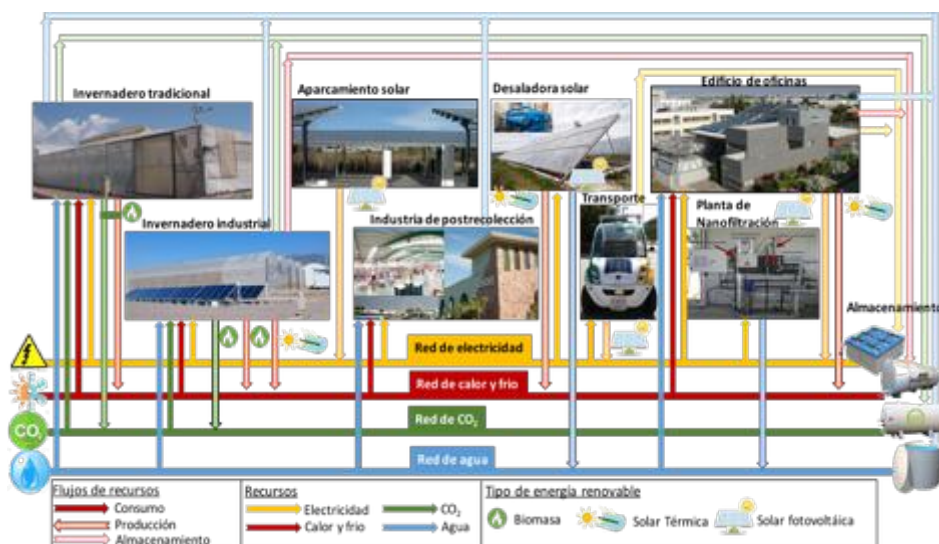 Invernadero tradicional
Aparcamiento solar
Desaladora solar
Edificio de oficinas
Invernadero industrial
Industria de postrecolección
Transporte
Planta de
Nanofiltración
Almacenamiento
Red de electricidad
Red de calor y frio
Red de CO₂
Red de agua
CO₂
Flujos de recursos
Consumo
Producción
Almacenamiento
Recursos
Electricidad
CO₂
Calor y frio
Agua
Tipo de energía renovable
Biomasa
Solar Térmica
Solar fotovoltáica